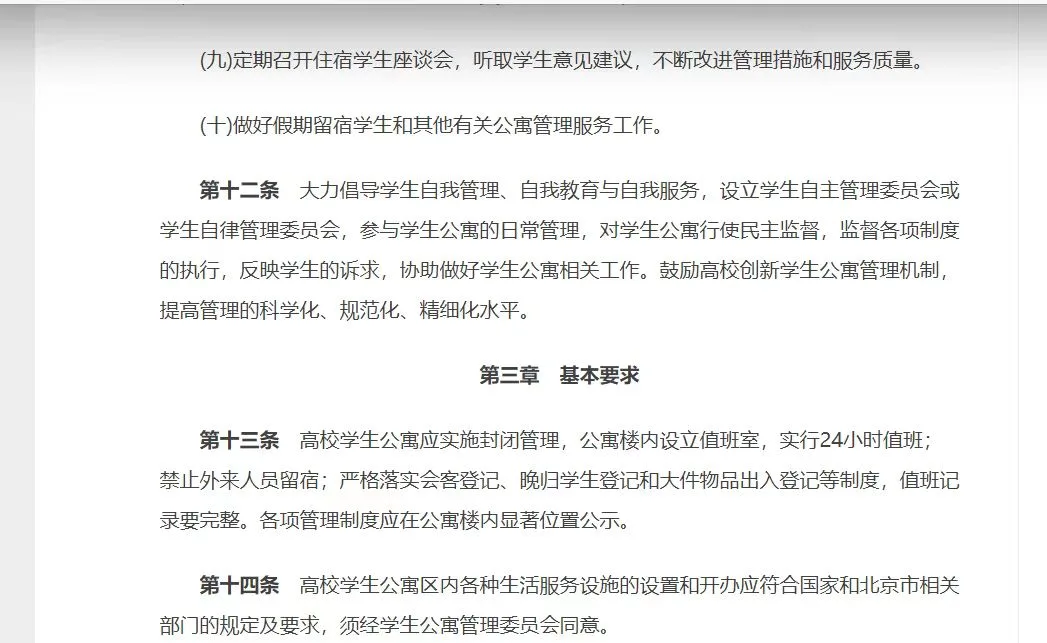 (九)定期召开住宿学生座谈会，听取学生意见建议，不断改进管理措施和服务质量。
(十)做好假期留宿学生和其他有关公寓管理服务工作。
第十二条　大力倡导学生自我管理、自我教育与自我服务，设立学生自主管理委员会或
学生自律管理委员会，参与学生公寓的日常管理，对学生公寓行使民主监督，监督各项制度
的执行，反映学生的诉求，协助做好学生公寓相关工作。鼓励高校创新学生公寓管理机制，
提高管理的科学化、规范化、精细化水平。
第三章　基本要求
第十三条　高校学生公寓应实施封闭管理，公寓楼内设立值班室，实行24小时值班；
禁止外来人员留宿；严格落实会客登记、晚归学生登记和大件物品出入登记等制度，值班记
录要完整。各项管理制度应在公寓楼内显著位置公示。
第十四条　高校学生公寓区内各种生活服务设施的设置和开办应符合国家和北京市相关
部门的规定及要求，须经学生公寓管理委员会同意。